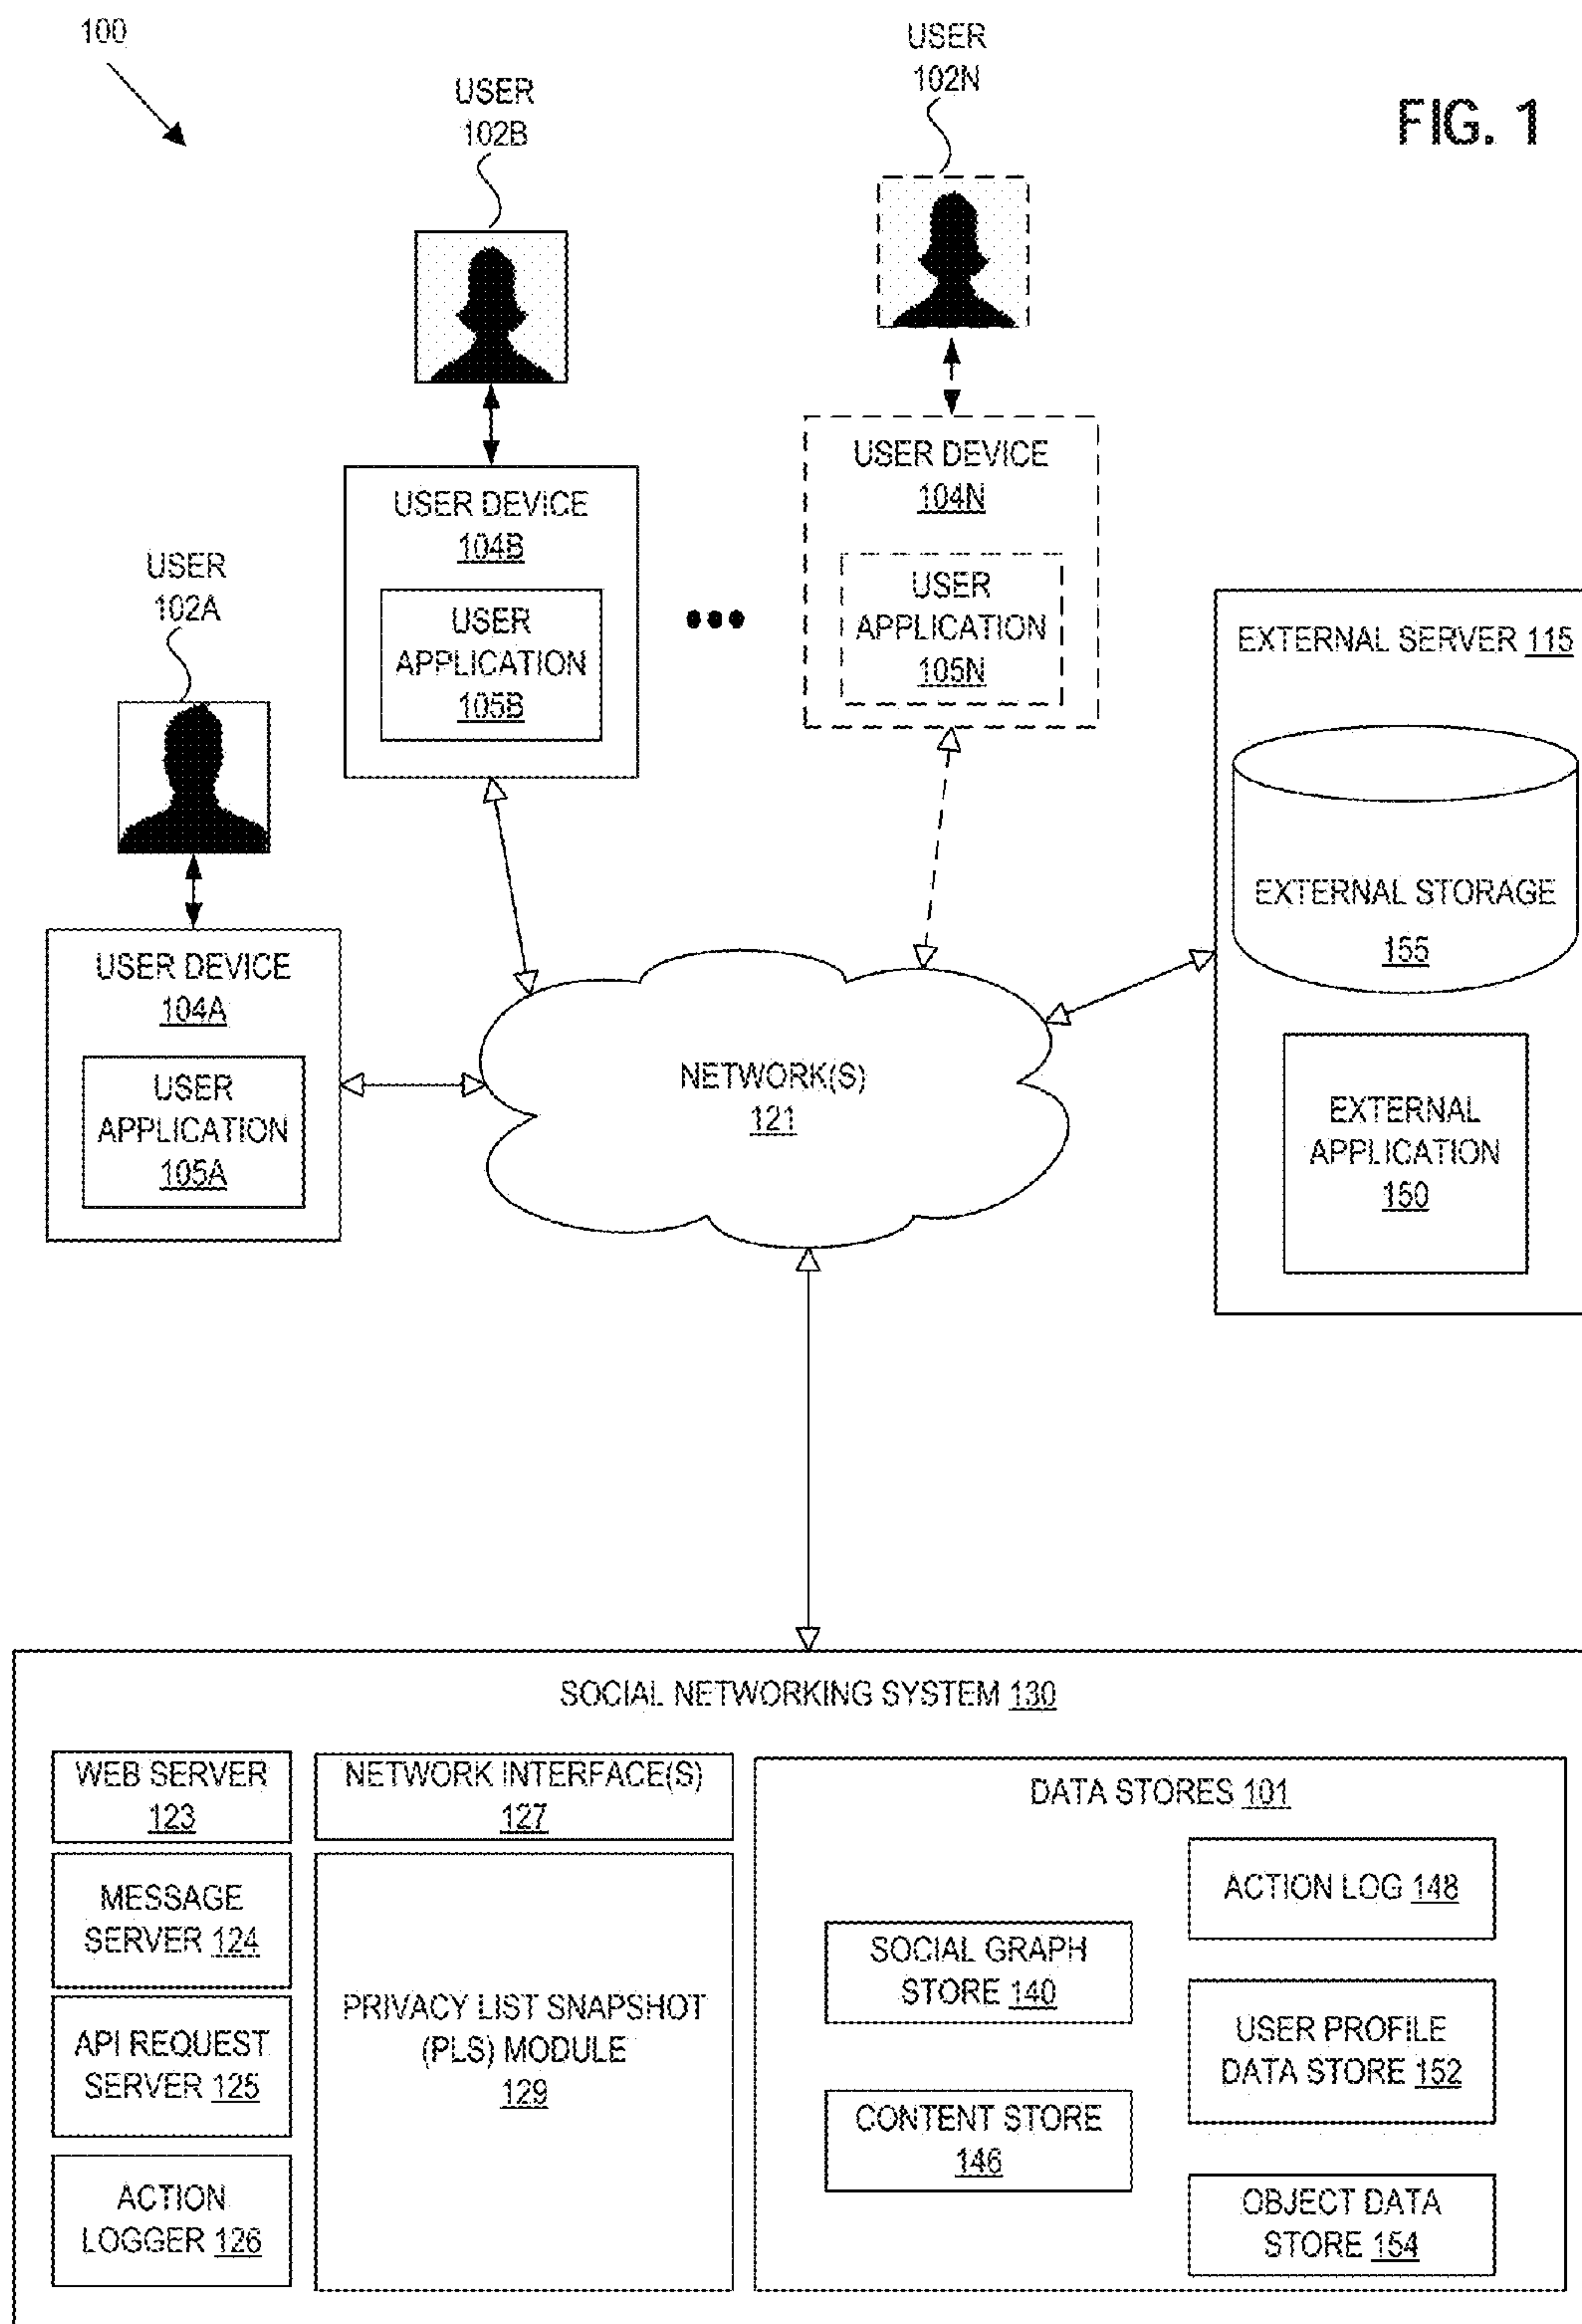 100
USER
102N
FIG. 1
USER
102B
USER DEVICE
104N
USER
APPLICATION
105N
USER DEVICE
104B
USER
APPLICATION
105B
USER
102A
EXTERNAL SERVER 115
EXTERNAL STORAGE
155
EXTERNAL
APPLICATION
150
USER DEVICE
104A
USER
APPLICATION
105A
NETWORK(S)
121
SOCIAL NETWORKING SYSTEM 130
WEB SERVER
123
MESSAGE
SERVER 124
API REQUEST
SERVER 125
ACTION
LOGGER 126
NETWORK INTERFACE(S)
127
PRIVACY LIST SNAPSHOT
(PLS) MODULE
129
DATA STORES 101
SOCIAL GRAPH
STORE 140
CONTENT STORE
146
ACTION LOG 148
USER PROFILE
DATA STORE 152
OBJECT DATA
STORE 154